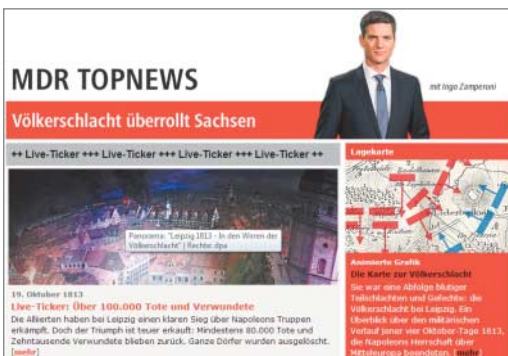 MDR TOPNEWS
mit Ingo Zamperoni
Völkerschlacht überrollt Sachsen
++ Live-Ticker +++ Live-Ticker +++ Live-Ticker +++ Live-Ticker ++
Panorama: "Leipzig 1813 - In den Wirren der
Völkerschlacht" | Rechte: dpa
19. Oktober 1813
Live-Ticker: Über 100.000 Tote und Verwundete
Die Alliierten haben bei Leipzig einen klaren Sieg über Napoleons Truppen
erkämpft. Doch der Triumph ist teuer erkauft: Mindestens 80.000 Tote und
Zehntausende Verwundete blieben zurück. Ganze Dörfer wurden ausgelöscht.
[mehr]
Lagekarte
Animierte Grafik
Die Karte zur Völkerschlacht
Sie war eine Abfolge blutiger
Teilschlachten und Gefechte: die
Völkerschlacht bei Leipzig. Ein
Überblick über den militärischen
Verlauf jener vier Oktober-Tage 1813,
die Napoleons Herrschaft über
Mitteleuropa beendeten. [mehr]